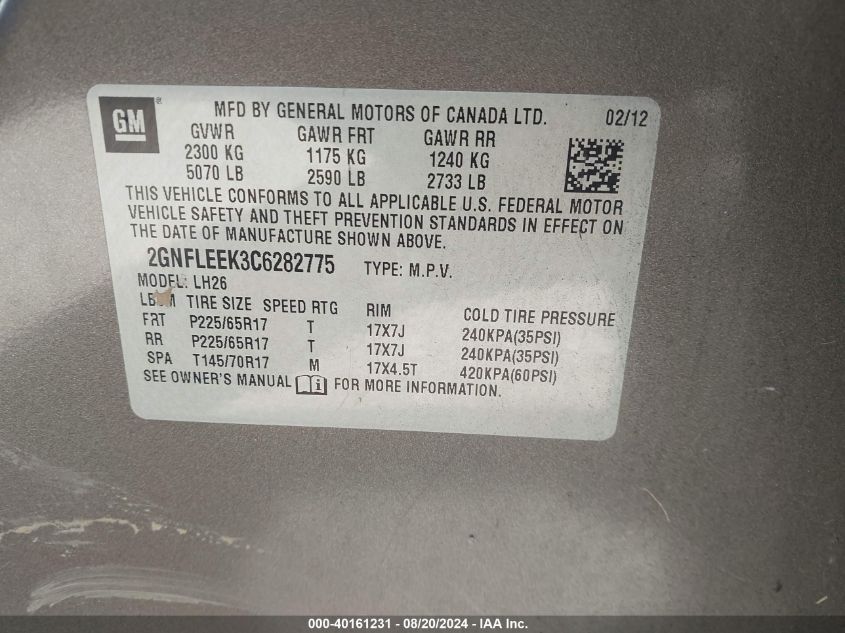 GM
MFD BY GENERAL MOTORS OF CANADA LTD. 02/12
GVWR GAWR FRT GAWR RR
2300 KG 1175 KG 1240 KG
5070 LB 2590 LB 2733 LB
THIS VEHICLE CONFORMS TO ALL APPLICABLE U.S. FEDERAL MOTOR
VEHICLE SAFETY AND THEFT PREVENTION STANDARDS IN EFFECT ON
THE DATE OF MANUFACTURE SHOWN ABOVE.
2GNFLEEK3C6282775 TYPE: M.P.V.
MODEL: LH26
TIRE SIZE SPEED RTG RIM COLD TIRE PRESSURE
FRT P225/65R17 T 17X7J 240KPA(35PSI)
RR P225/65R17 T 17X7J 240KPA(35PSI)
SPA T145/70R17 M 17X4.5T 420KPA(60PSI)
SEE OWNER'S MANUAL FOR MORE INFORMATION.
000-40161231 - 08/20/2024 - IAA Inc.